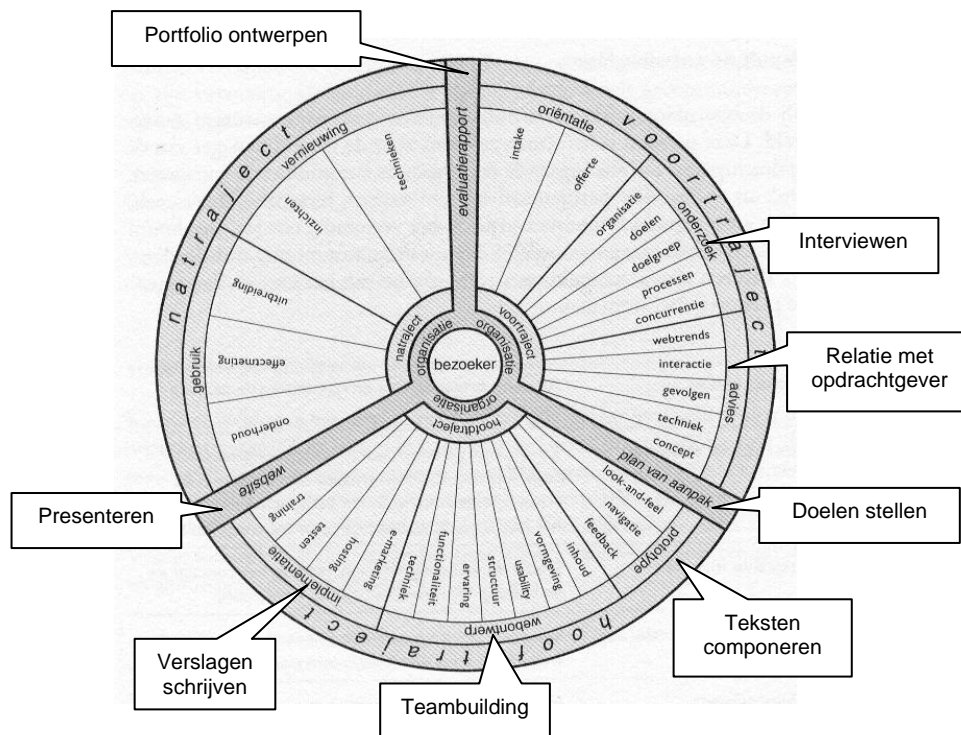 Portfolio ontwerpen
voortraject
oriëntatie
intake
offerte
onderzoek
organisatie
doelen
doelgroep
processen
concurrentie
advies
webtrends
interactie
gevolgen
techniek
concept
plan van aanpak
hooftraject
prototype
look-and-feel
navigatie
feedback
webontwerp
inhoud
vormgeving
usability
structuur
ervaring
functionaliteit
techniek
implementatie
e-marketing
hosting
testen
training
website
natraject
gebruik
onderhoud
effectmeting
uitbreiding
vernieuwing
inzichten
technieken
evaluatierapport
natraject
voortraject
hoofdtraject
organisatie
organisatie
organisatie
bezoeker
Interviewen
Relatie met
opdrachtgever
Doelen stellen
Teksten
componeren
Teambuilding
Verslagen
schrijven
Presenteren